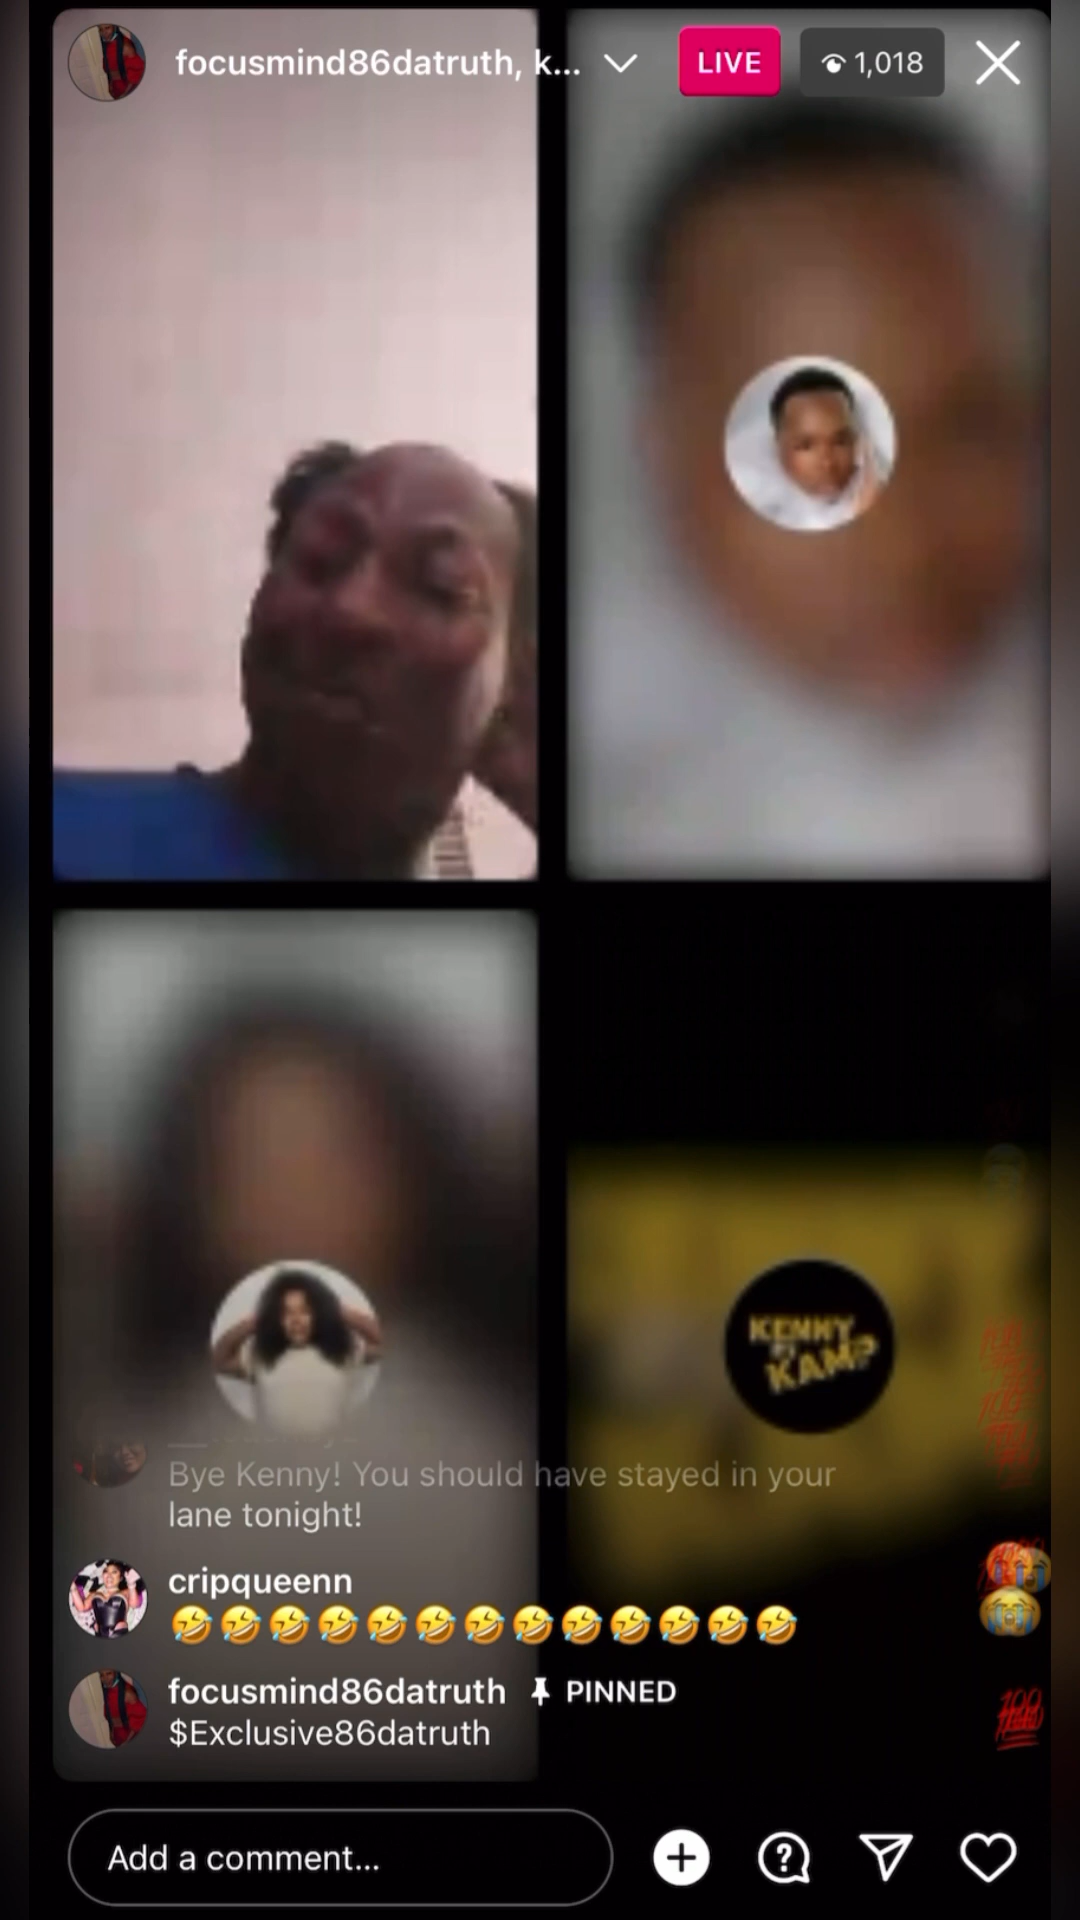 focusmind86datruth, k...
LIVE
1,018
KENNY
KAMP
Bye Kenny! You should have stayed in your
lane tonight!
cripqueenn
🤣🤣🤣🤣🤣🤣🤣🤣🤣🤣🤣🤣🤣
focusmind86datruth PINNED
$Exclusive86datruth
Add a comment...